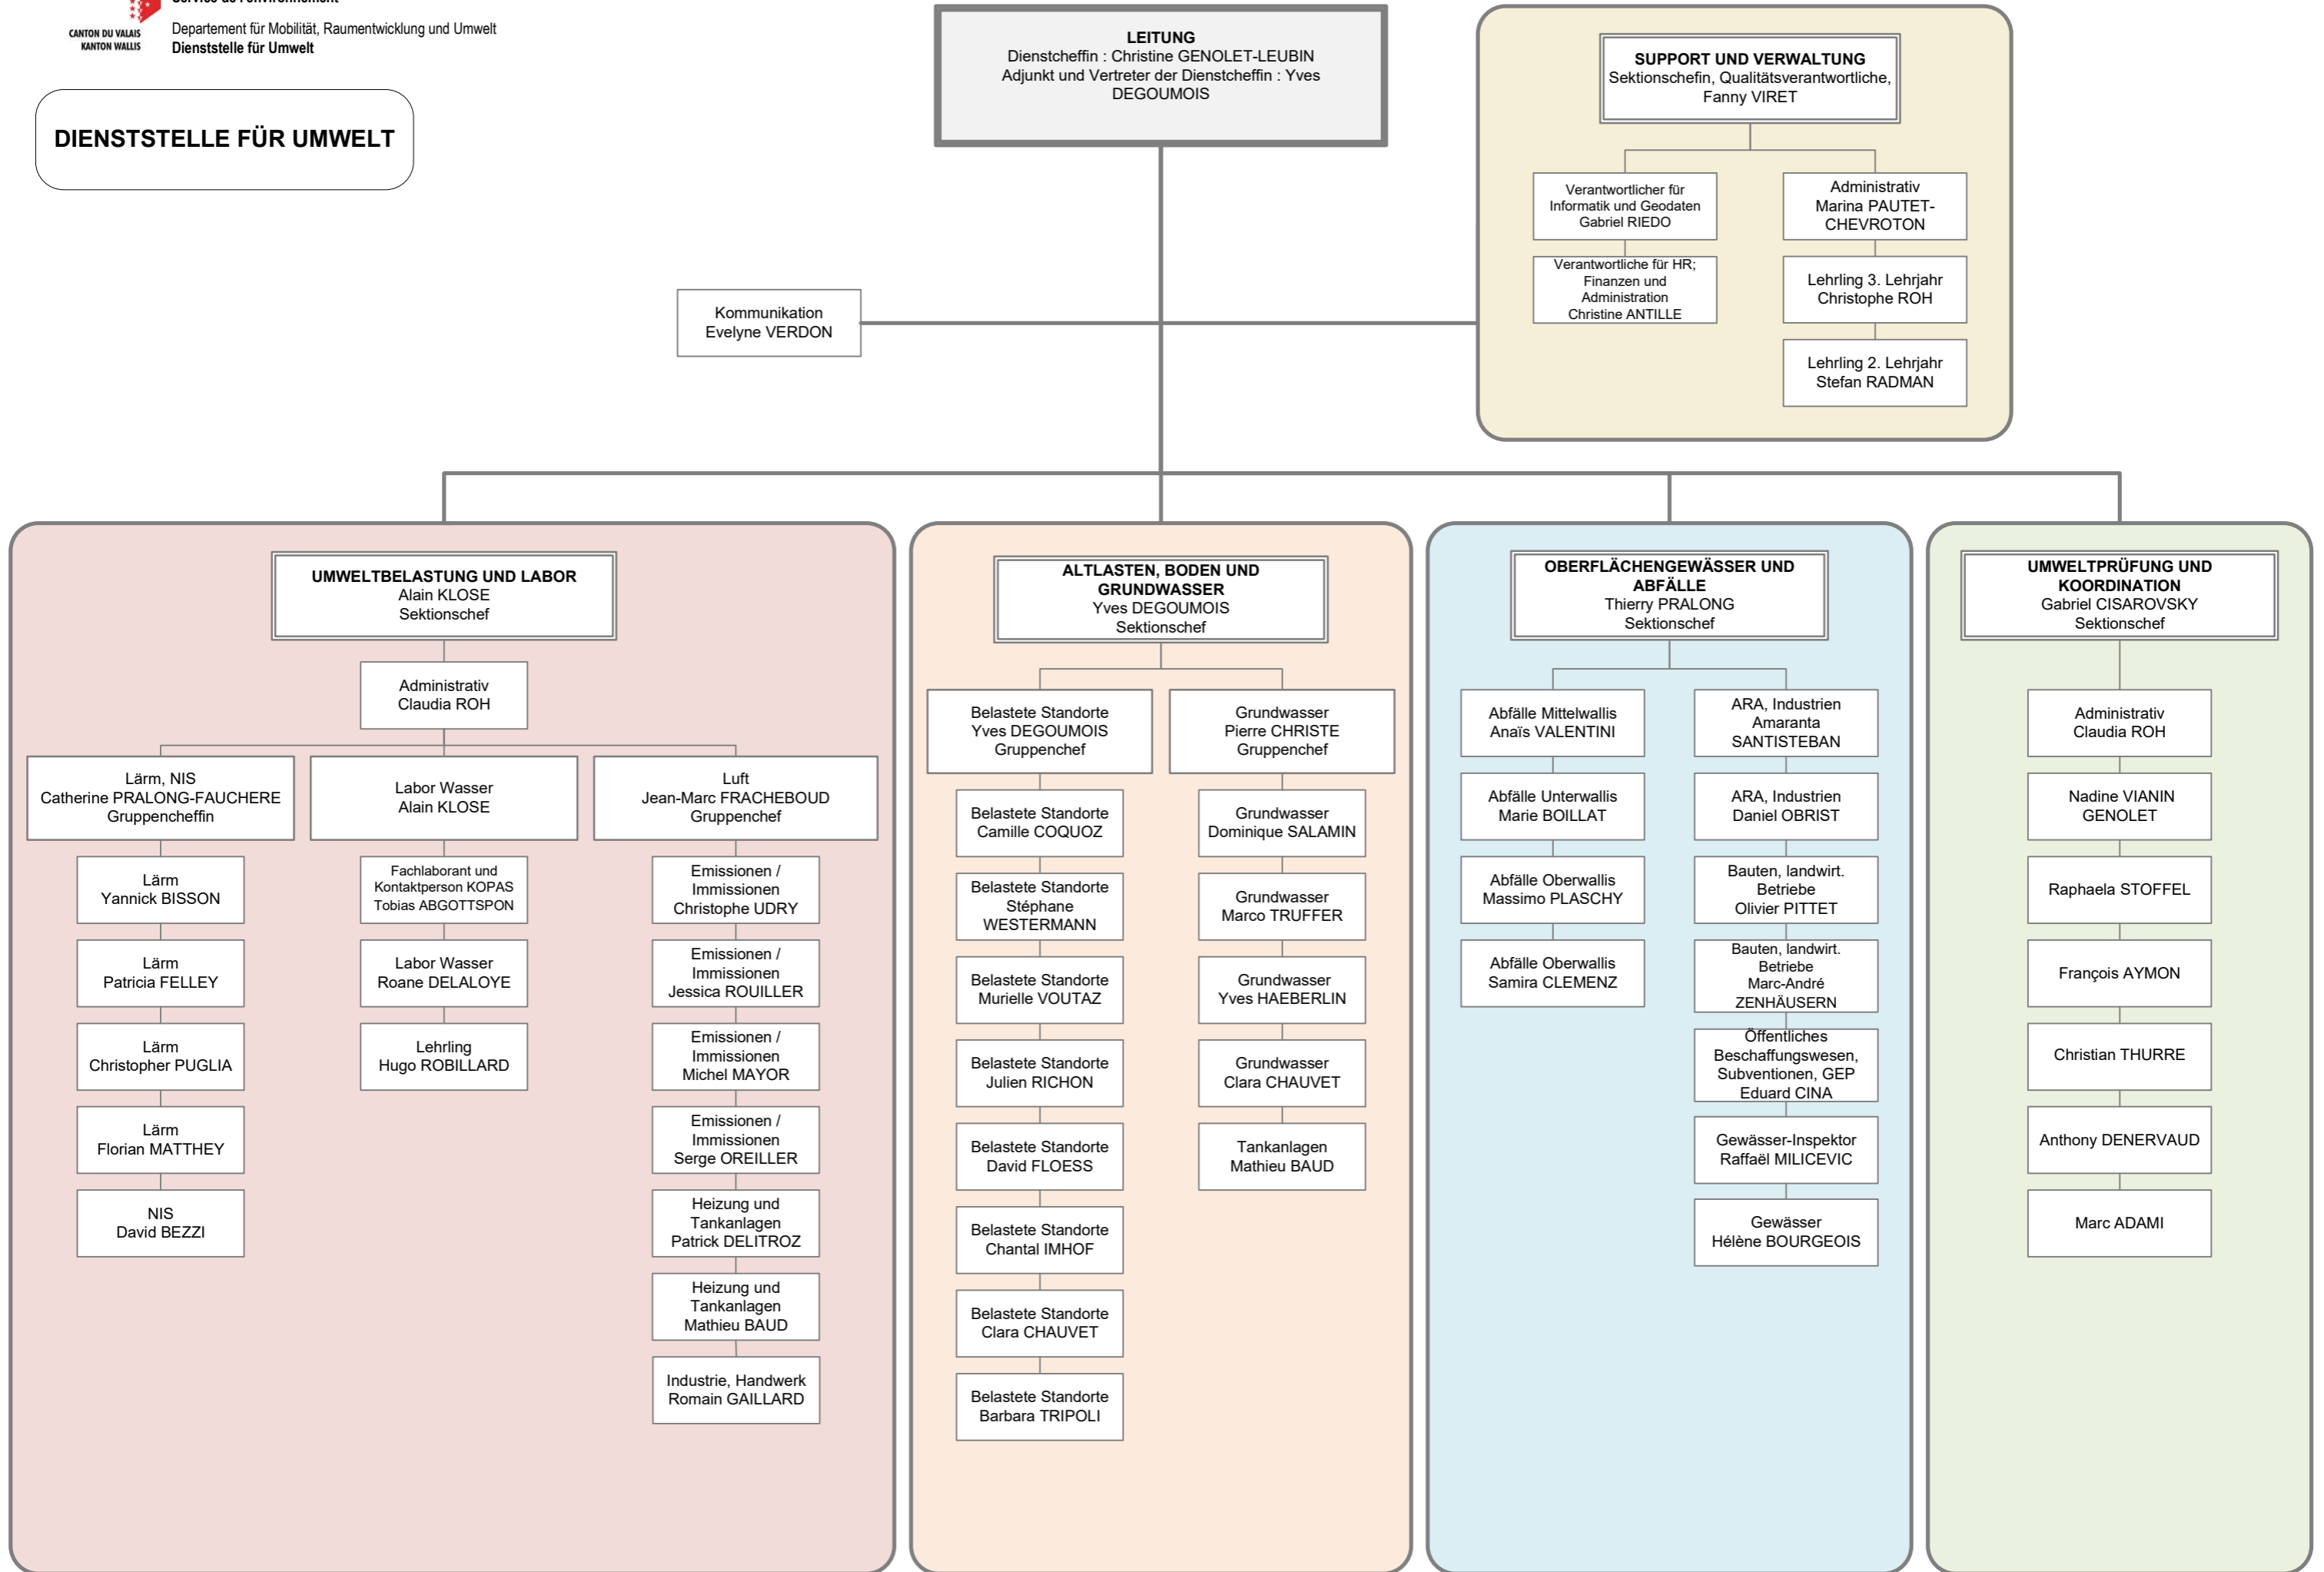 Service de l'environnement
CANTON DU VALAIS
KANTON WALLIS
Departement für Mobilität, Raumentwicklung und Umwelt
Dienststelle für Umwelt
DIENSTSTELLE FÜR UMWELT
LEITUNG
Dienstcheffin : Christine GENOLET-LEUBIN
Adjunkt und Vertreter der Dienstcheffin : Yves
DEGOUMOIS
SUPPORT UND VERWALTUNG
Sektionschefin, Qualitätsverantwortliche,
Fanny VIRET
Verantwortlicher für
Informatik und Geodaten
Gabriel RIEDO
Verantwortliche für HR;
Finanzen und
Administration
Christine ANTILLE
Administrativ
Marina PAUTET-
CHEVROTON
Lehrling 3. Lehrjahr
Christophe ROH
Lehrling 2. Lehrjahr
Stefan RADMAN
Kommunikation
Evelyne VERDON
UMWELTBELASTUNG UND LABOR
Alain KLOSE
Sektionschef
Administrativ
Claudia ROH
Lärm, NIS
Catherine PRALONG-FAUCHERE
Gruppencheffin
Lärm
Yannick BISSON
Lärm
Patricia FELLEY
Lärm
Christopher PUGLIA
Lärm
Florian MATTHEY
NIS
David BEZZI
Labor Wasser
Alain KLOSE
Fachlaborant und
Kontaktperson KOPAS
Tobias ABGOTTSPON
Labor Wasser
Roane DELALOYE
Lehrling
Hugo ROBILLARD
Luft
Jean-Marc FRACHEBOUD
Gruppenchef
Emissionen /
Immissionen
Christophe UDRY
Emissionen /
Immissionen
Jessica ROUILLER
Emissionen /
Immissionen
Michel MAYOR
Emissionen /
Immissionen
Serge OREILLER
Heizung und
Tankanlagen
Patrick DELITROZ
Heizung und
Tankanlagen
Mathieu BAUD
Industrie, Handwerk
Romain GAILLARD
ALTLASTEN, BODEN UND
GRUNDWASSER
Yves DEGOUMOIS
Sektionschef
Belastete Standorte
Yves DEGOUMOIS
Gruppenchef
Belastete Standorte
Camille COQUOZ
Belastete Standorte
Stéphane
WESTERMANN
Belastete Standorte
Murielle VOUTAZ
Belastete Standorte
Julien RICHON
Belastete Standorte
David FLOESS
Belastete Standorte
Chantal IMHOF
Belastete Standorte
Clara CHAUVET
Belastete Standorte
Barbara TRIPOLI
Grundwasser
Pierre CHRISTE
Gruppenchef
Grundwasser
Dominique SALAMIN
Grundwasser
Marco TRUFFER
Grundwasser
Yves HAEBERLIN
Grundwasser
Clara CHAUVET
Tankanlagen
Mathieu BAUD
OBERFLÄCHENGEWÄSSER UND
ABFÄLLE
Thierry PRALONG
Sektionschef
Abfälle Mittelwallis
Anaïs VALENTINI
Abfälle Unterwallis
Marie BOILLAT
Abfälle Oberwallis
Massimo PLASCHY
Abfälle Oberwallis
Samira CLEMENZ
ARA, Industrien
Amaranta
SANTISTEBAN
ARA, Industrien
Daniel OBRIST
Bauten, landwirt.
Betriebe
Olivier PITTET
Bauten, landwirt.
Betriebe
Marc-André
ZENHÄUSERN
Öffentliches
Beschaffungswesen,
Subventionen, GEP
Eduard CINA
Gewässer-Inspektor
Raffaël MILICEVIC
Gewässer
Hélène BOURGEOIS
UMWELTPRÜFUNG UND
KOORDINATION
Gabriel CISAROVSKY
Sektionschef
Administrativ
Claudia ROH
Nadine VIANIN
GENOLET
Raphaela STOFFEL
François AYMON
Christian THURRE
Anthony DENERVAUD
Marc ADAMI